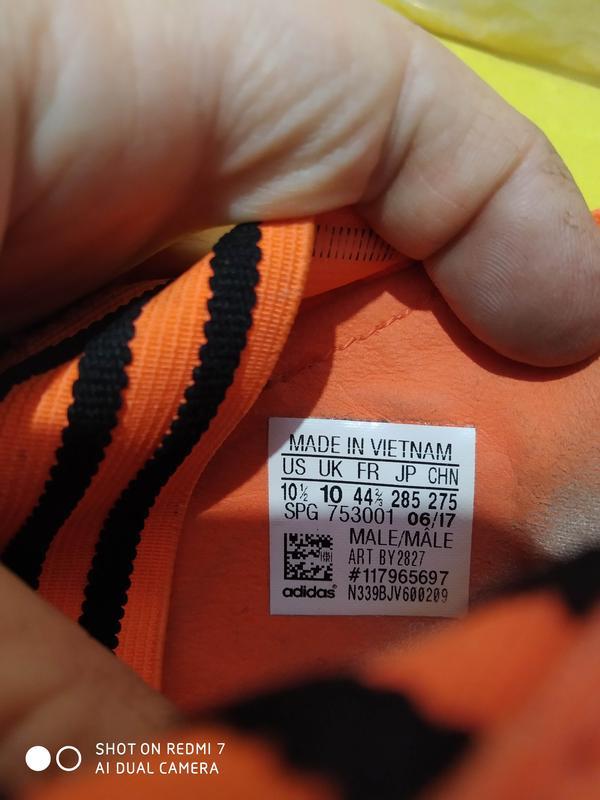 MADE IN VIETNAM
US UK FR JP CHN
10½ 10 44⅔ 285 275
SPG 753001 06/17
MALE/MÂLE
ART BY2827
#117965697
adidas® N339BJV600209
SHOT ON REDMI 7
AI DUAL CAMERA